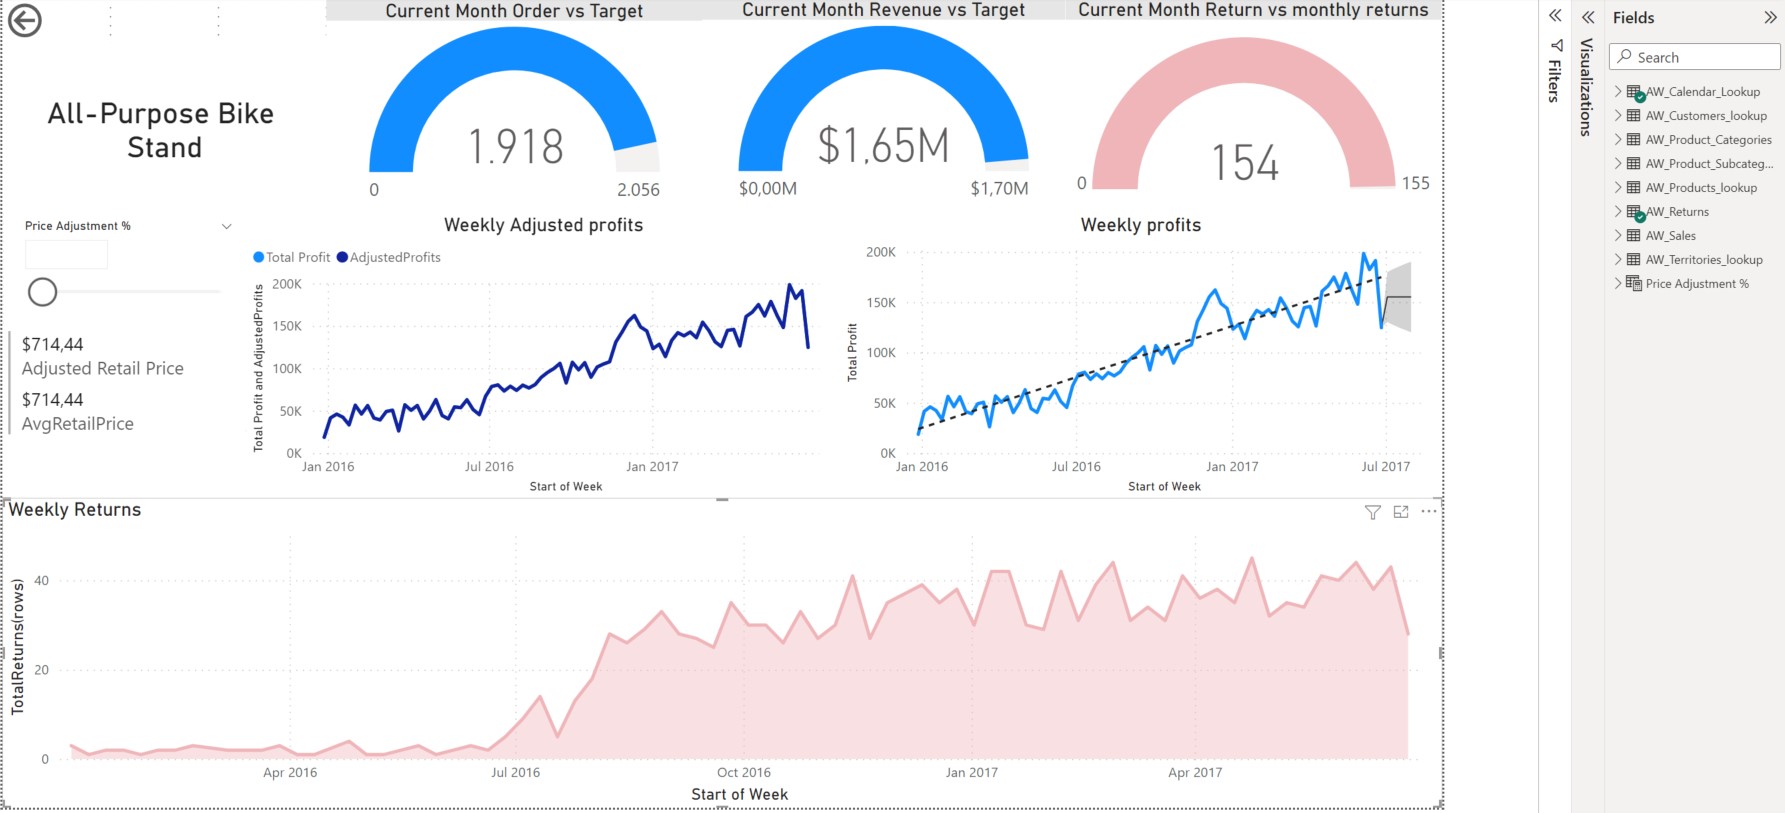 Current Month Order vs Target
Current Month Revenue vs Target
Current Month Return vs monthly returns
All-Purpose Bike
Stand
1.918
0
2.056
$1,65M
$0,00M
$1,70M
154
0
155
Price Adjustment %
$714,44
Adjusted Retail Price
$714,44
AvgRetailPrice
Weekly Adjusted profits
Total Profit
AdjustedProfits
Total Profit and AdjustedProfits
200K
150K
100K
50K
0K
Jan 2016
Jul 2016
Jan 2017
Start of Week
Weekly profits
Total Profit
200K
150K
100K
50K
0K
Jan 2016
Jul 2016
Jan 2017
Jul 2017
Start of Week
Weekly Returns
TotalReturns(rows)
40
20
0
Apr 2016
Jul 2016
Oct 2016
Jan 2017
Apr 2017
Start of Week
Filters
Visualizations
Fields
Search
AW_Calendar_Lookup
AW_Customers_lookup
AW_Product_Categories
AW_Product_Subcateg...
AW_Products_lookup
AW_Returns
AW_Sales
AW_Territories_lookup
Price Adjustment %